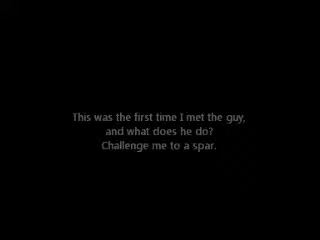 This was the first time I met the guy,
and what does he do?
Challenge me to a spar.